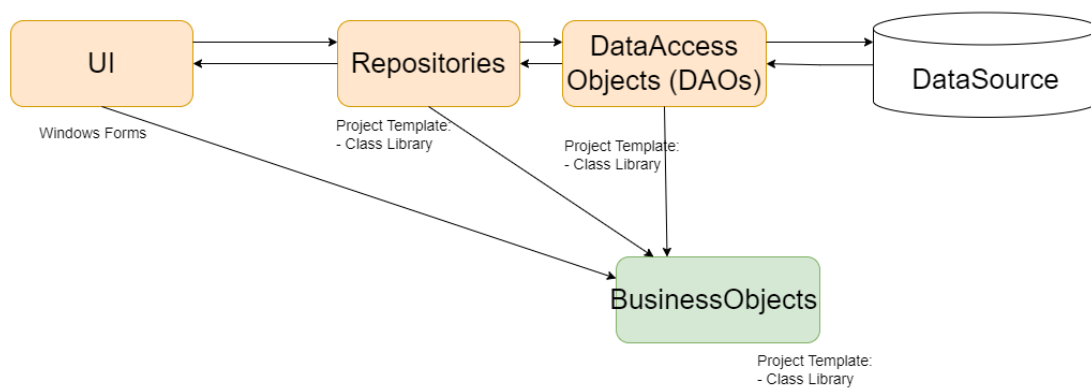 UI
Repositories
DataAccess
Objects (DAOs)
DataSource
Windows Forms
Project Template:
- Class Library
Project Template:
- Class Library
BusinessObjects
Project Template:
- Class Library